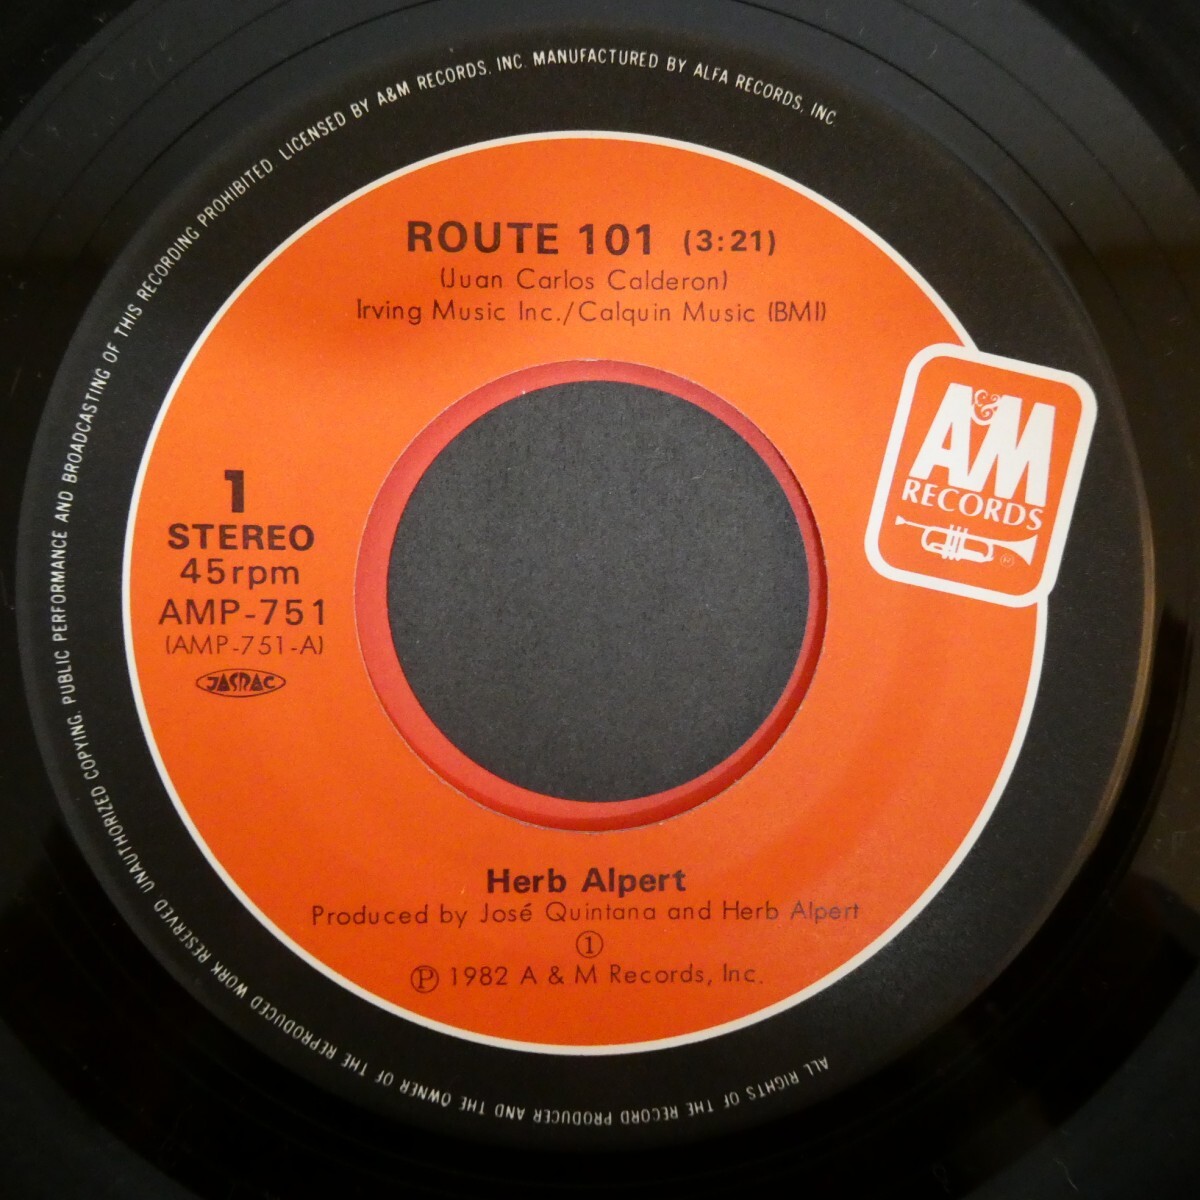 ROUTE 101 (3:21)
(Juan Carlos Calderon)
Irving Music Inc./Calquin Music (BMI)
A&M
RECORDS
1
STEREO
45rpm
AMP-751
(AMP-751-A)
JASRAC
Herb Alpert
Produced by José Quintana and Herb Alpert
①
Ⓟ 1982 A & M Records, Inc.
ALL RIGHTS OF THE RECORD PRODUCER AND THE OWNER OF THE REPRODUCED WORK RESERVED. UNAUTHORIZED COPYING, PUBLIC PERFORMANCE AND BROADCASTING OF THIS RECORDING PROHIBITED. LICENSED BY A&M RECORDS, INC. MANUFACTURED BY ALFA RECORDS, INC.